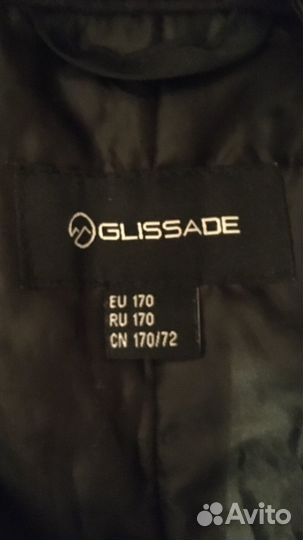 GLISSADE
EU 170
RU 170
CN 170/72
Avito